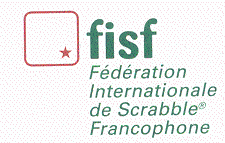 fisf
Fédération
Internationale
de Scrabble®
Francophone